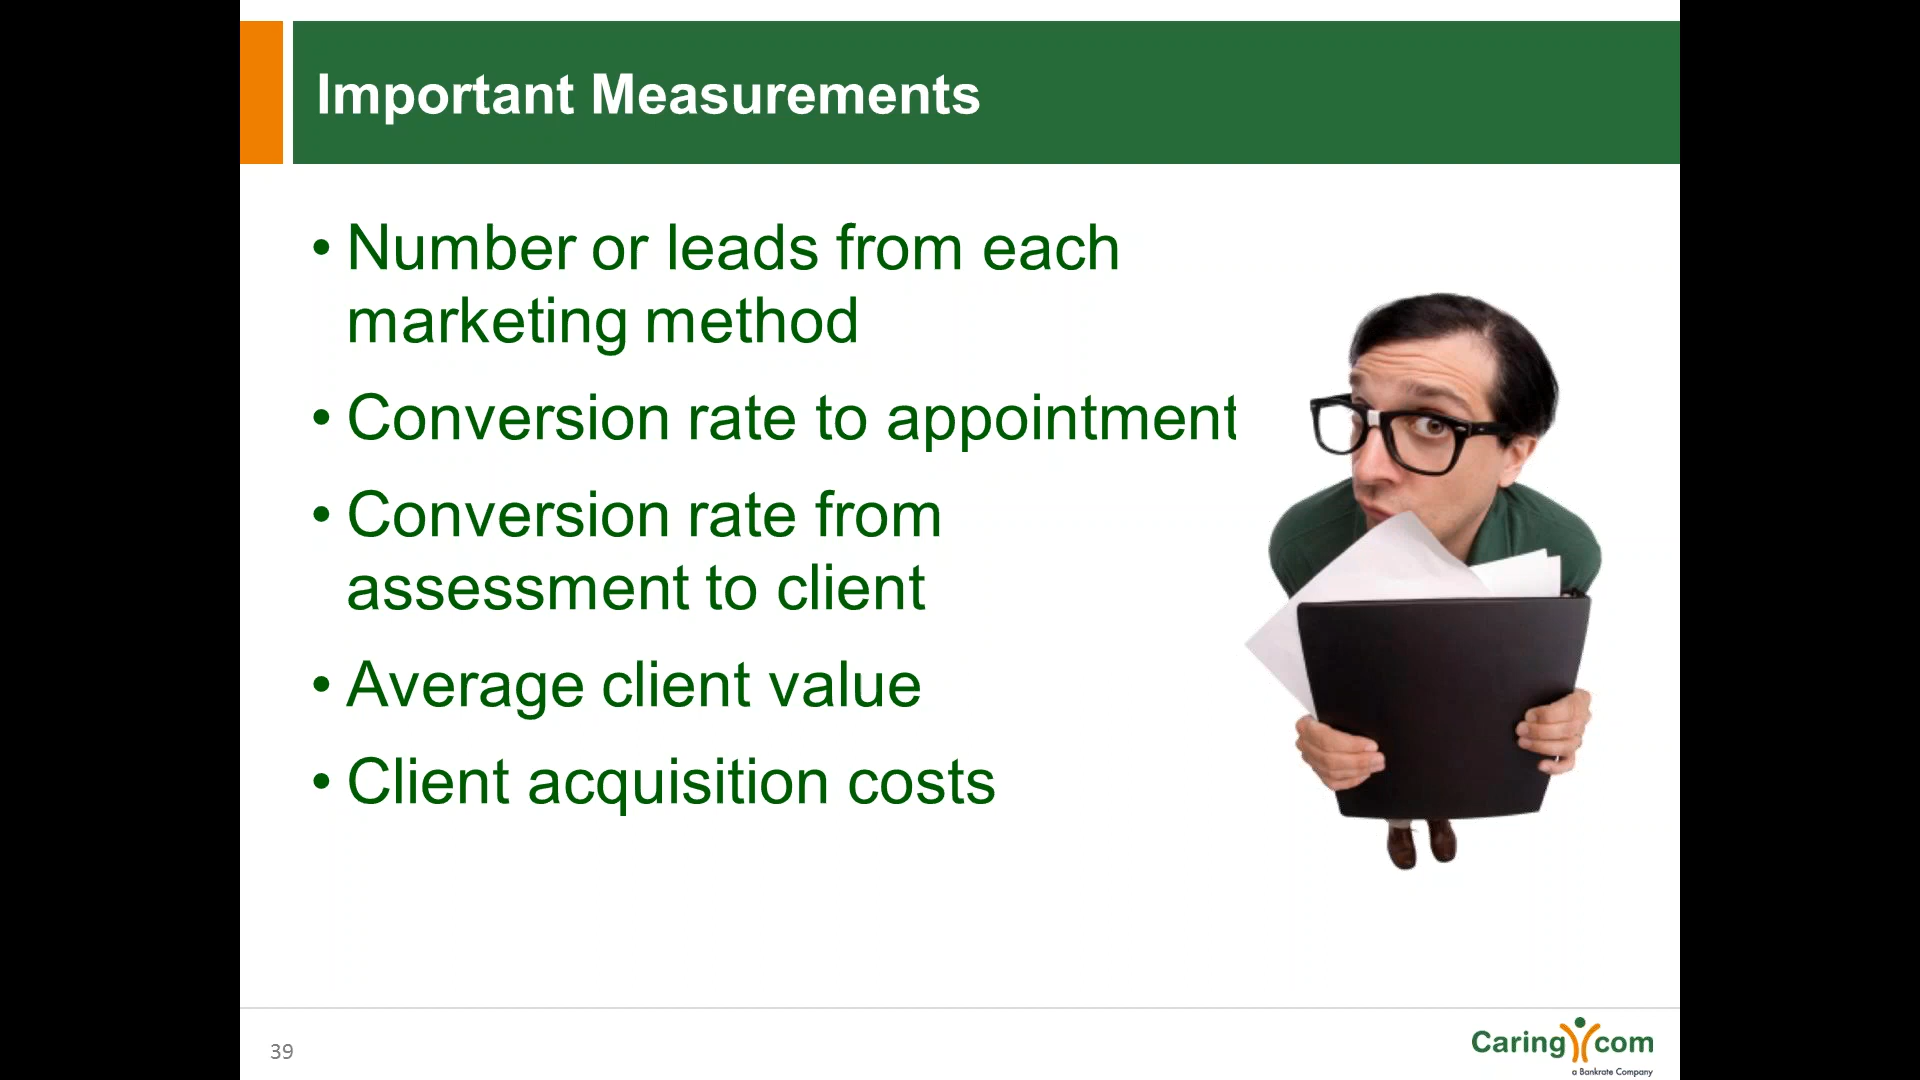 Important Measurements
• Number or leads from each
marketing method
• Conversion rate to appointment
• Conversion rate from
assessment to client
• Average client value
• Client acquisition costs
39
Caring com
a Bankrate Company